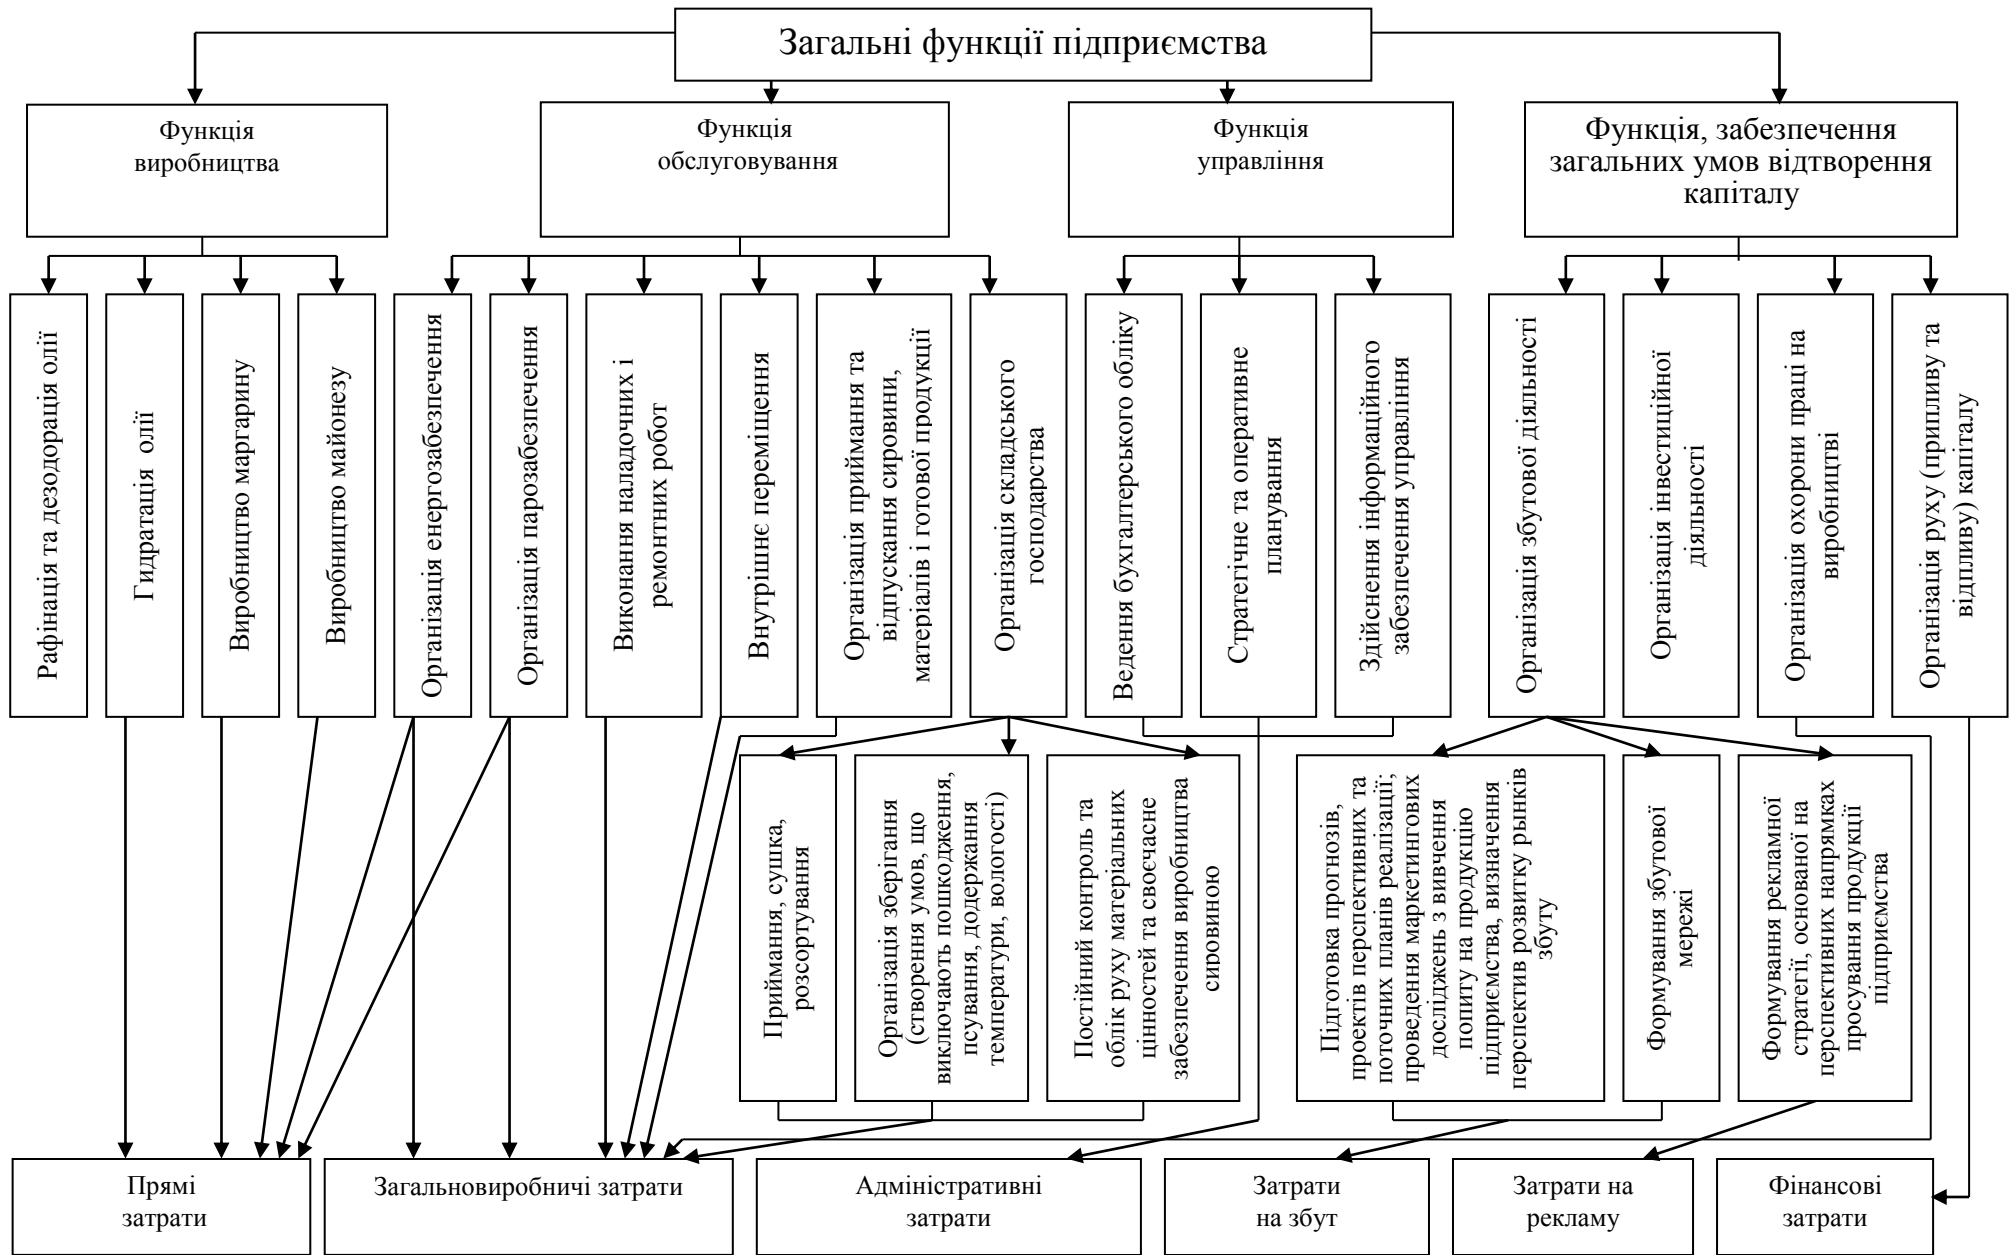 Загальні функції підприємства
Функція
виробництва
Функція
обслуговування
Функція
управління
Функція, забезпечення
загальних умов відтворення
капіталу
Рафінація та дезодорація олії
Гидратація олії
Виробництво маргарину
Виробництво майонезу
Організація енергозабезпечення
Організація парозабезпечення
Виконання наладочних і
ремонтних робот
Внутрішнє переміщення
Організація приймання та
відпускання сировини,
матеріалів і готової продукції
Організація складського
господарства
Ведення бухгалтерського обліку
Стратегічне та оперативне
планування
Здійснення інформаційного
забезпечення управління
Організація збутової діяльності
Організація інвестиційної
діяльності
Організація охорони праці на
виробництві
Організація руху (припливу та
відпливу) капіталу
Приймання, сушка,
розсортування
Організація зберігання
(створення умов, що
виключають пошкодження,
псування, додержання
температури, вологості)
Постійний контроль та
облік руху матеріальних
цінностей та своєчасне
забезпечення виробництва
сировиною
Підготовка прогнозів,
проектів перспективних та
поточних планів реалізації;
проведення маркетингових
досліджень з вивчення
попиту на продукцію
підприємства, визначення
перспектив розвитку рынків
збуту
Формування збутової
мережі
Формування рекламної
стратегії, основаної на
перспективних напрямках
просування продукції
підприємства
Прямі
затрати
Загальновиробничі затрати
Адміністративні
затрати
Затрати
на збут
Затрати на
рекламу
Фінансові
затрати